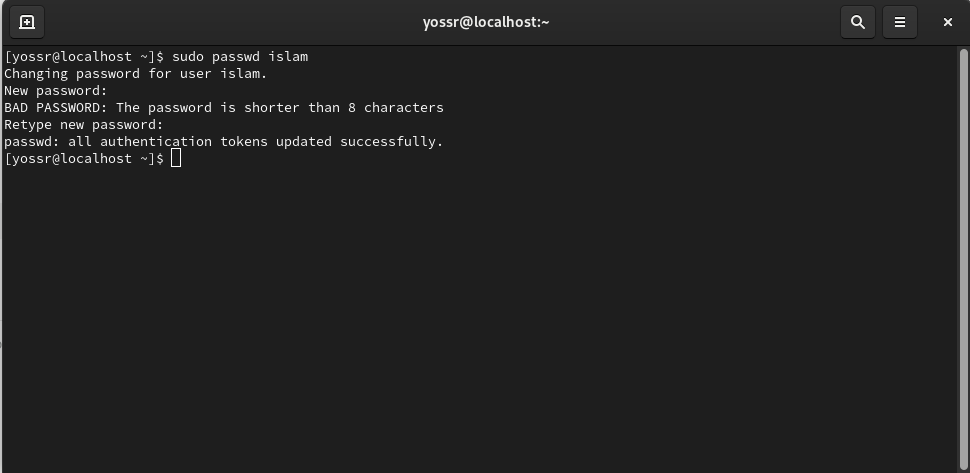 yossr@localhost:~
[yossr@localhost ~]$ sudo passwd islam
Changing password for user islam.
New password:
BAD PASSWORD: The password is shorter than 8 characters
Retype new password:
passwd: all authentication tokens updated successfully.
[yossr@localhost ~]$